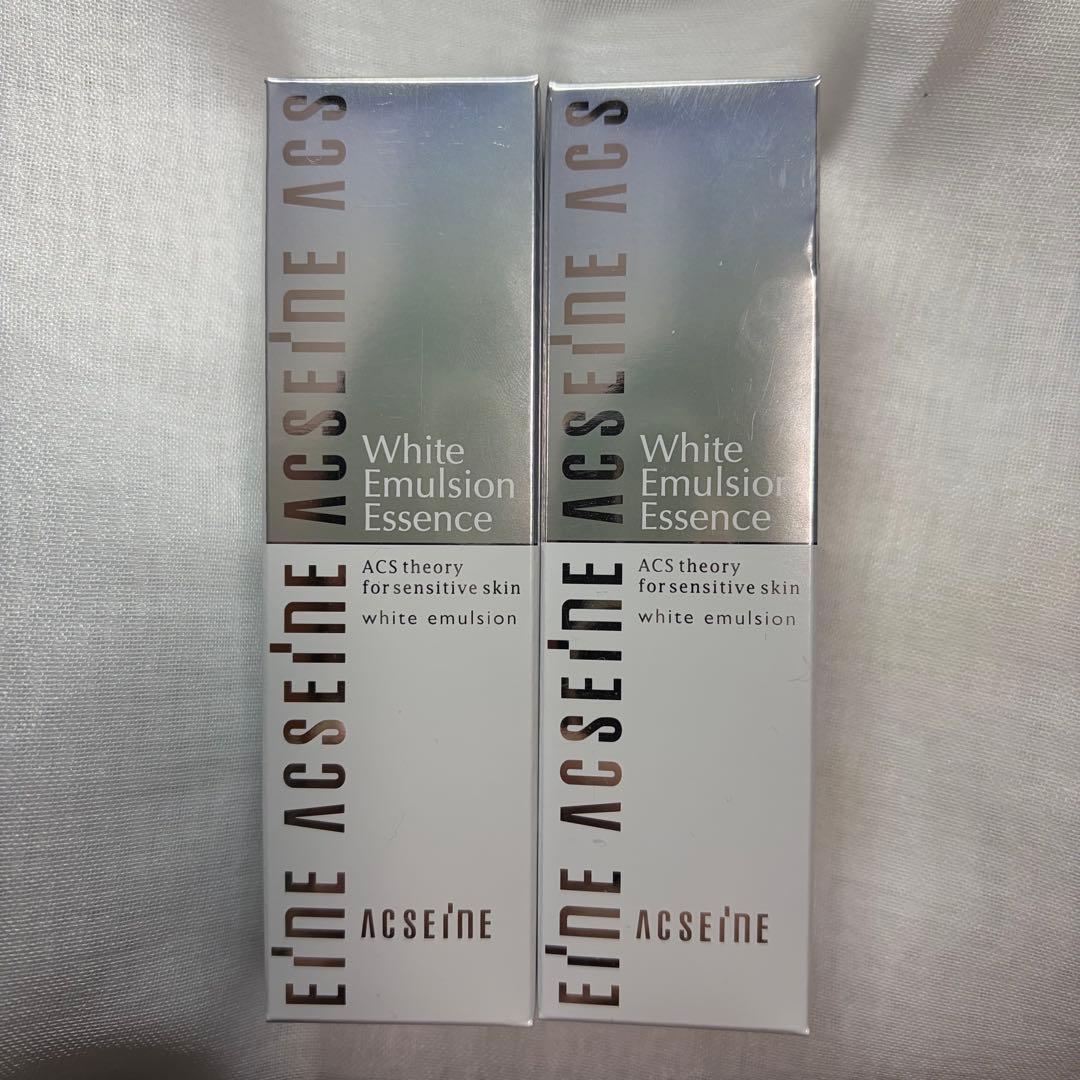 ACSEINE ACS
EINE ACSEINE
White
Emulsion
Essence
ACS theory
for sensitive skin
white emulsion
ACSEINE
ACSEINE ACS
EINE ACSEINE
White
Emulsion
Essence
ACS theory
for sensitive skin
white emulsion
ACSEINE